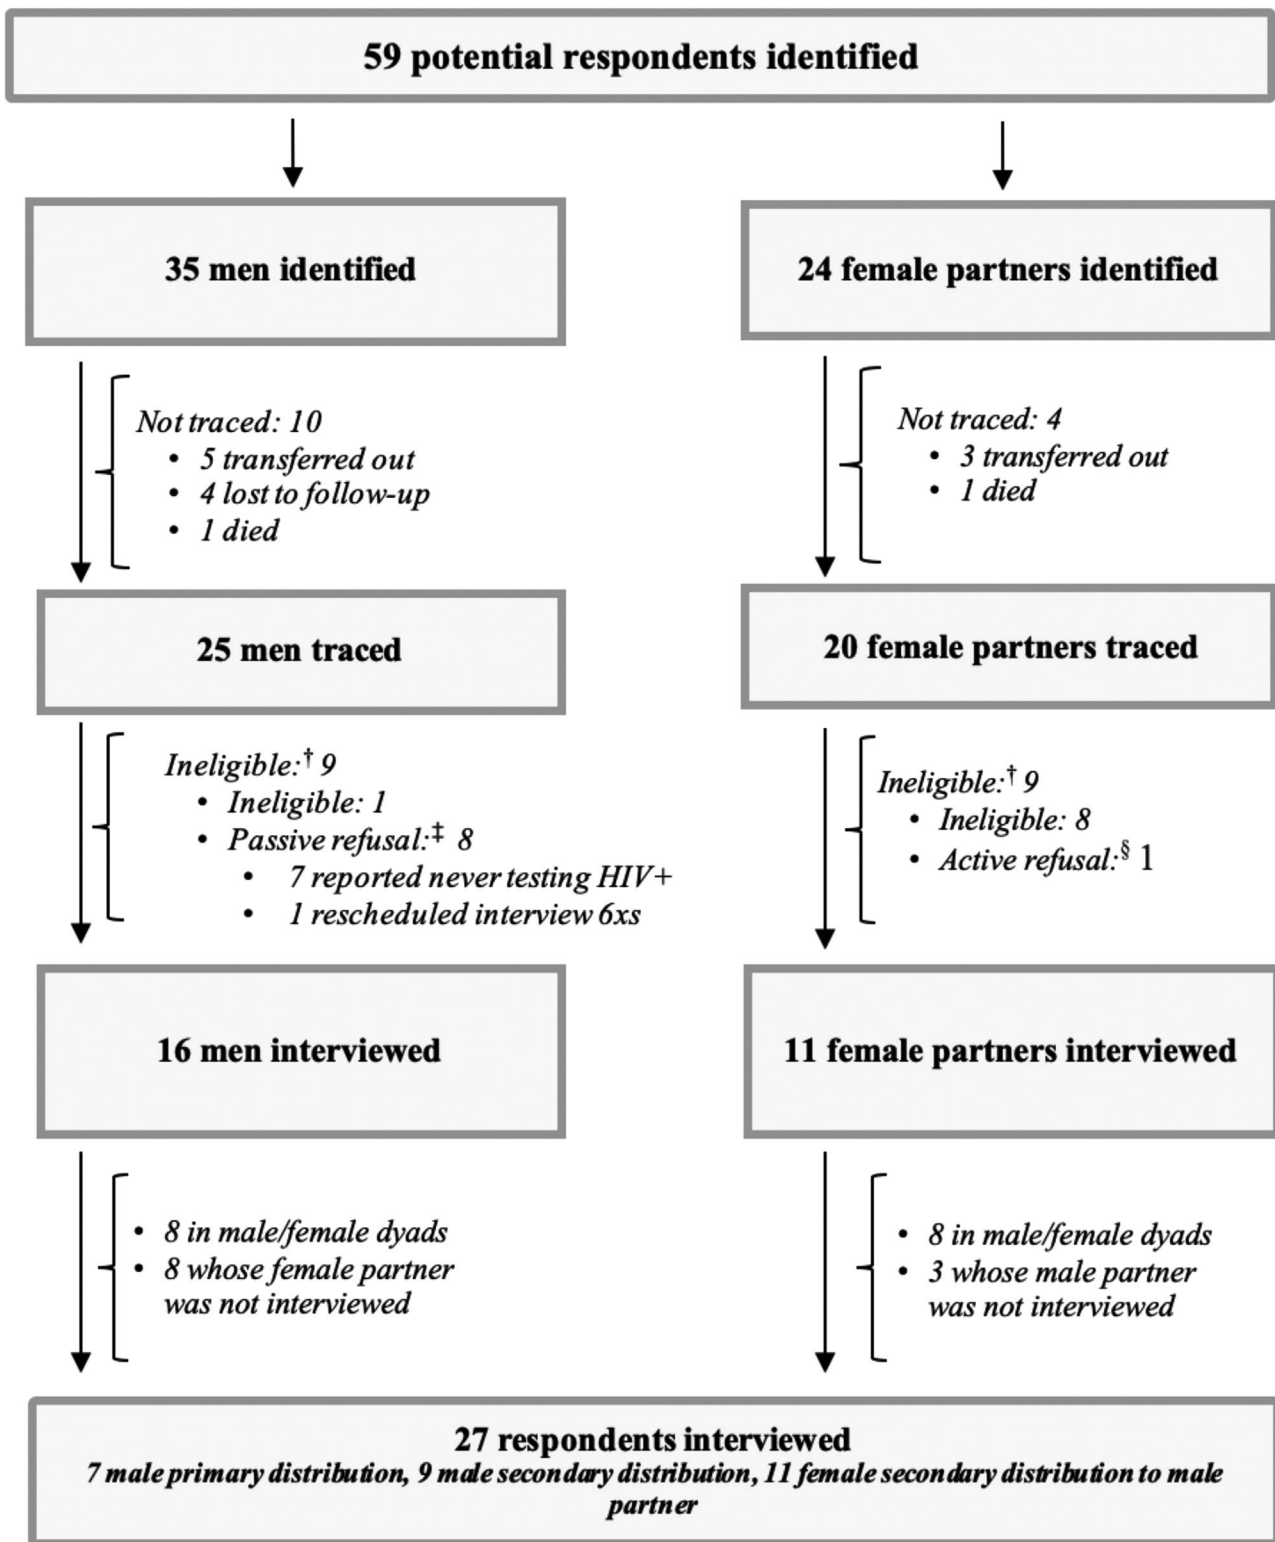 59 potential respondents identified
35 men identified
24 female partners identified
Not traced: 10
• 5 transferred out
• 4 lost to follow-up
• 1 died
Not traced: 4
• 3 transferred out
• 1 died
25 men traced
20 female partners traced
Ineligible:† 9
• Ineligible: 1
• Passive refusal:‡ 8
• 7 reported never testing HIV+
• 1 rescheduled interview 6xs
Ineligible:† 9
• Ineligible: 8
• Active refusal:§ 1
16 men interviewed
11 female partners interviewed
• 8 in male/female dyads
• 8 whose female partner
was not interviewed
• 8 in male/female dyads
• 3 whose male partner
was not interviewed
27 respondents interviewed
7 male primary distribution, 9 male secondary distribution, 11 female secondary distribution to male
partner